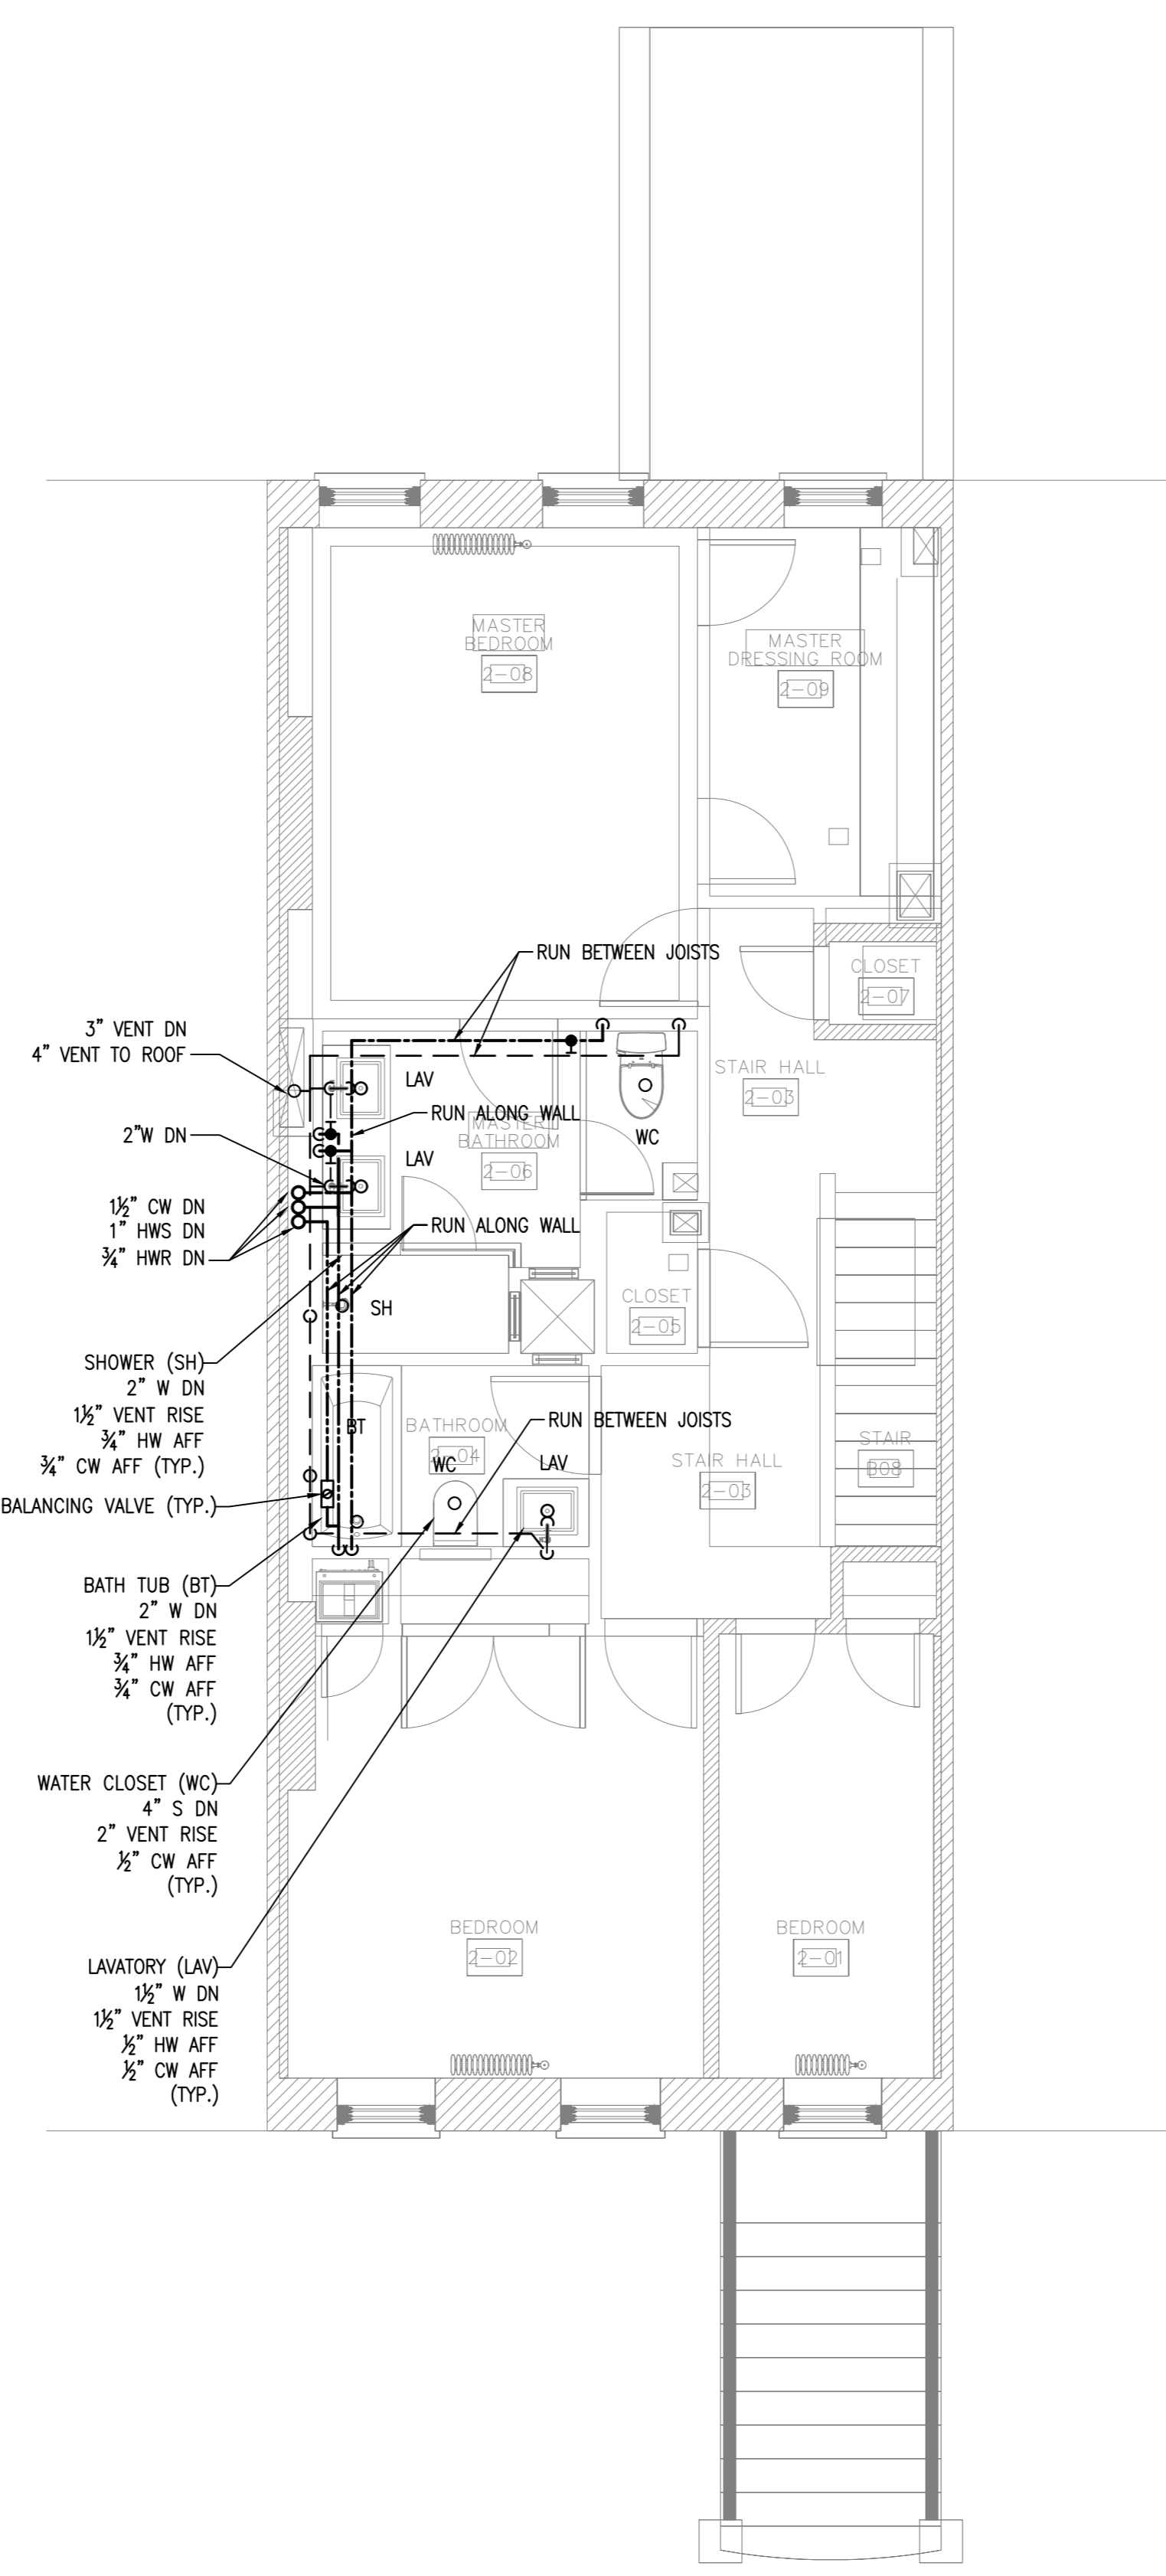 MASTER
BEDROOM
2-08
MASTER
DRESSING ROOM
2-09
RUN BETWEEN JOISTS
CLOSET
2-07
3" VENT DN
4" VENT TO ROOF
LAV
STAIR HALL
2-03
RUN ALONG WALL
MASTER
BATHROOM
2-06
WC
2"W DN
LAV
1½" CW DN
1" HWS DN
¾" HWR DN
RUN ALONG WALL
SH
CLOSET
2-05
SHOWER (SH)
2" W DN
1½" VENT RISE
¾" HW AFF
¾" CW AFF (TYP.)
BT
BATHROOM
2-04
WC
LAV
RUN BETWEEN JOISTS
STAIR HALL
2-03
STAIR
B08
BALANCING VALVE (TYP.)
BATH TUB (BT)
2" W DN
1½" VENT RISE
¾" HW AFF
¾" CW AFF
(TYP.)
WATER CLOSET (WC)
4" S DN
2" VENT RISE
½" CW AFF
(TYP.)
BEDROOM
2-02
BEDROOM
2-01
LAVATORY (LAV)
1½" W DN
1½" VENT RISE
½" HW AFF
½" CW AFF
(TYP.)